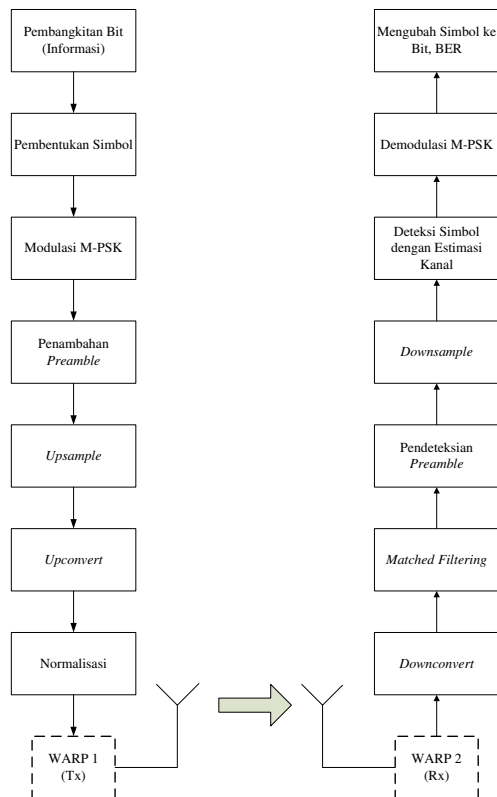 Pembangkitan Bit
(Informasi)
Pembentukan Simbol
Modulasi M-PSK
Penambahan
Preamble
Upsample
Upconvert
Normalisasi
WARP 1
(Tx)
Mengubah Simbol ke
Bit, BER
Demodulasi M-PSK
Deteksi Simbol
dengan Estimasi
Kanal
Downsample
Pendeteksian
Preamble
Matched Filtering
Downconvert
WARP 2
(Rx)